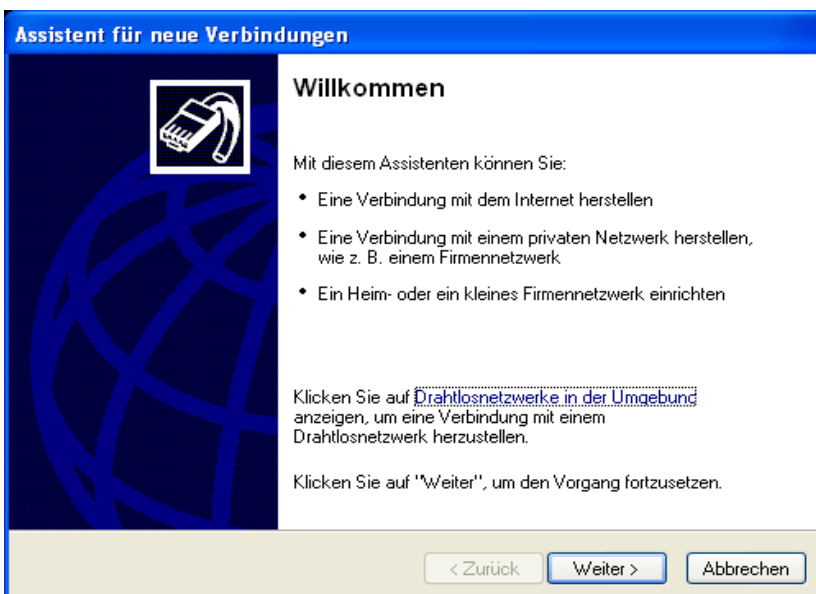 Assistent für neue Verbindungen
Willkommen
Mit diesem Assistenten können Sie:
• Eine Verbindung mit dem Internet herstellen
• Eine Verbindung mit einem privaten Netzwerk herstellen,
wie z. B. einem Firmennetzwerk
• Ein Heim- oder ein kleines Firmennetzwerk einrichten
Klicken Sie auf Drahtlosnetzwerke in der Umgebung
anzeigen, um eine Verbindung mit einem
Drahtlosnetzwerk herzustellen.
Klicken Sie auf "Weiter", um den Vorgang fortzusetzen.
< Zurück Weiter > Abbrechen